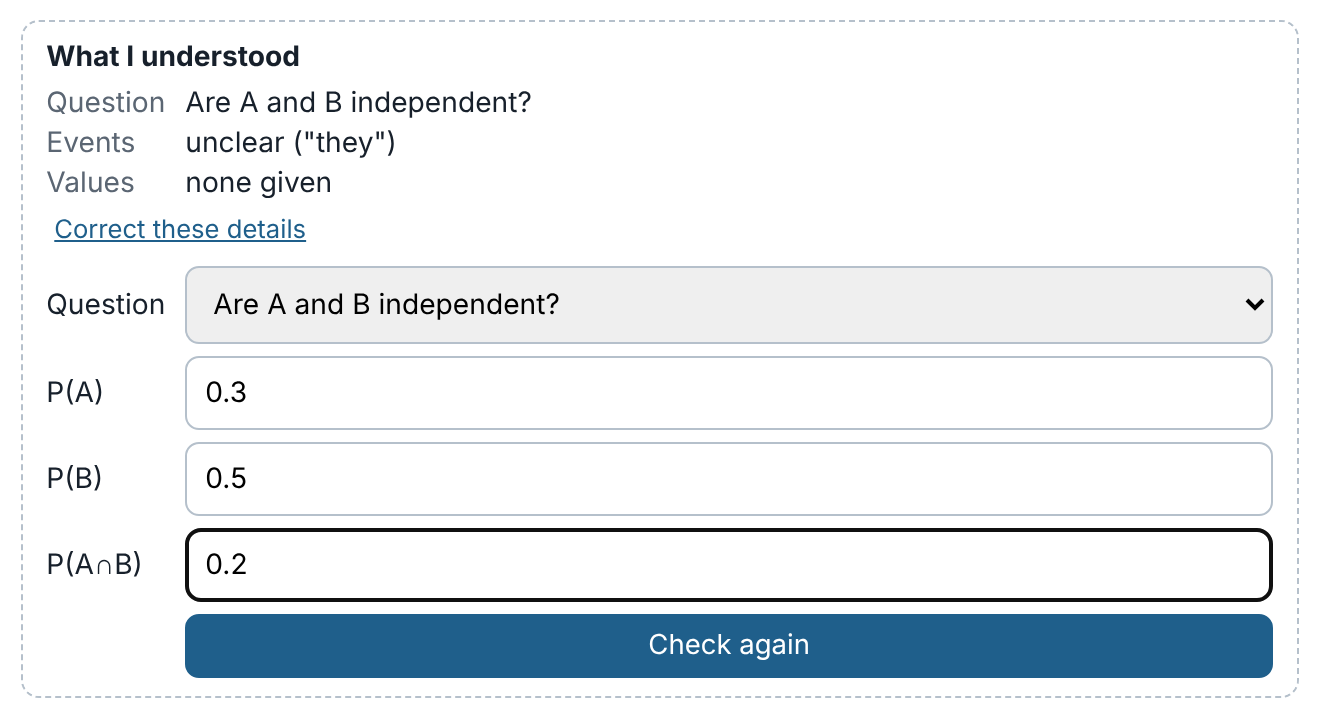 What I understood
Question Are A and B independent?
Events unclear ("they")
Values none given
Correct these details
Question Are A and B independent?
P(A) 0.3
P(B) 0.5
P(A∩B) 0.2
Check again